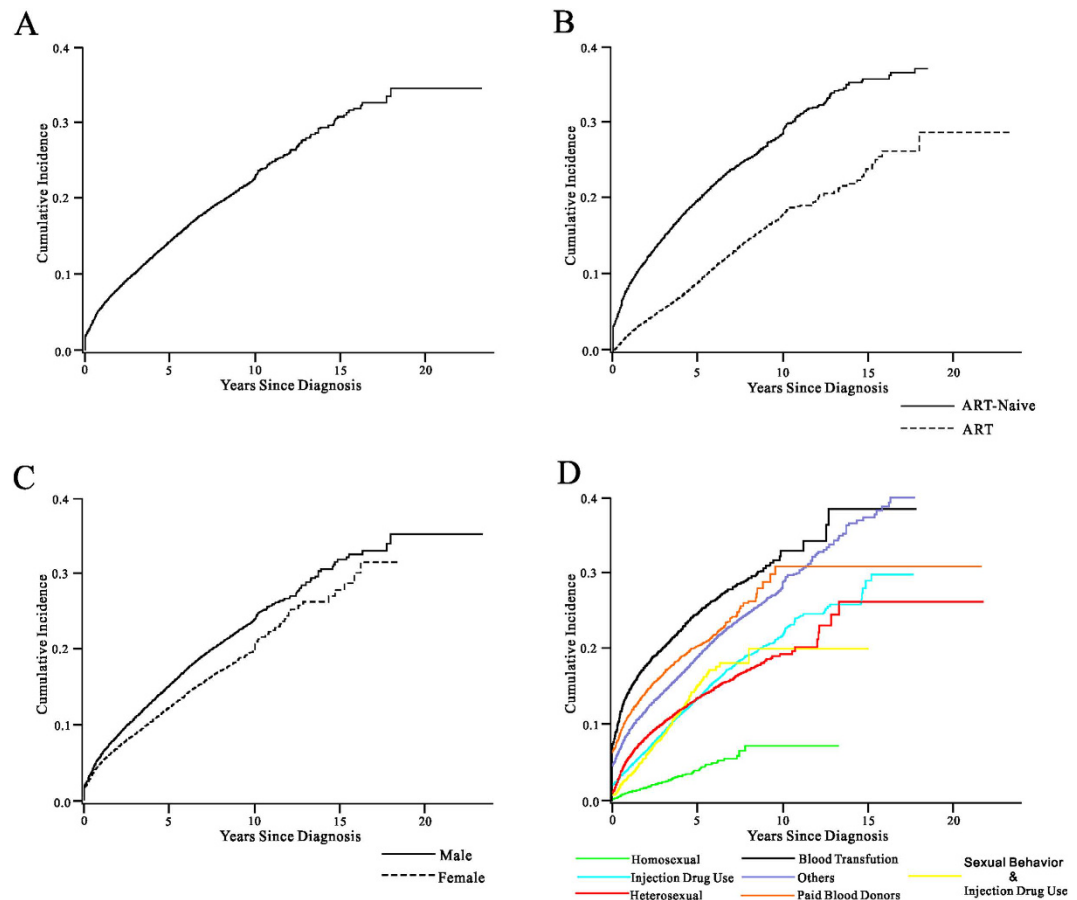 A
0.4
0.3
0.2
0.1
0.0
Cumulative Incidence
0
5
10
15
20
Years Since Diagnosis
B
0.4
0.3
0.2
0.1
0.0
Cumulative Incidence
0
5
10
15
20
Years Since Diagnosis
ART-Naive
ART
C
0.4
0.3
0.2
0.1
0.0
Cumulative Incidence
0
5
10
15
20
Years Since Diagnosis
Male
Female
D
0.4
0.3
0.2
0.1
0.0
Cumulative Incidence
0
5
10
15
20
Years Since Diagnosis
Homosexual
Injection Drug Use
Heterosexual
Blood Transfution
Others
Paid Blood Donors
Sexual Behavior
&
Injection Drug Use